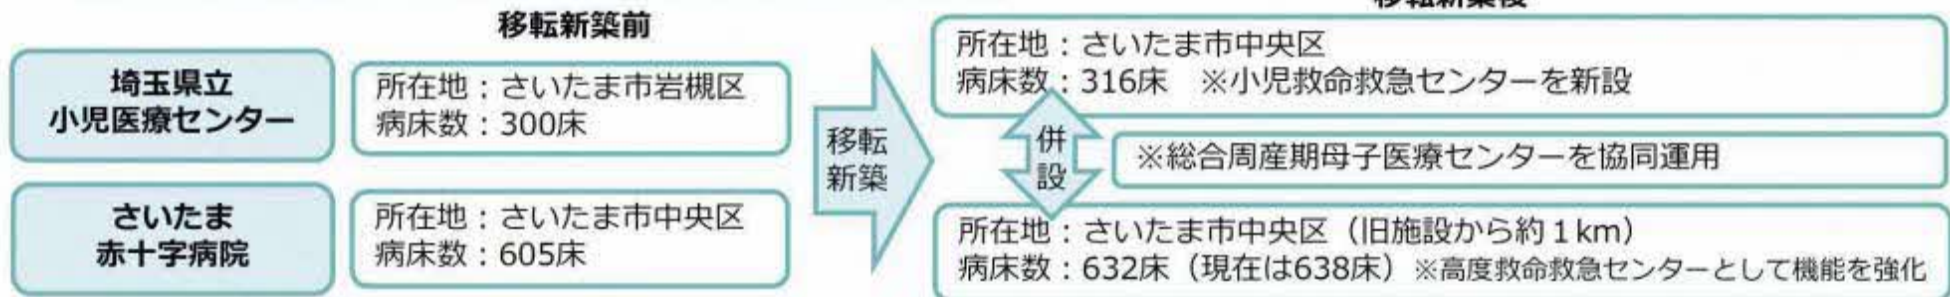 移転新築前
移転新築後
埼玉県立
小児医療センター
所在地：さいたま市岩槻区
病床数：300床
さいたま
赤十字病院
所在地：さいたま市中央区
病床数：605床
移転
新築
所在地：さいたま市中央区
病床数：316床　※小児救命救急センターを新設
併
設
※総合周産期母子医療センターを協同運用
所在地：さいたま市中央区（旧施設から約１km）
病床数：632床（現在は638床）※高度救命救急センターとして機能を強化